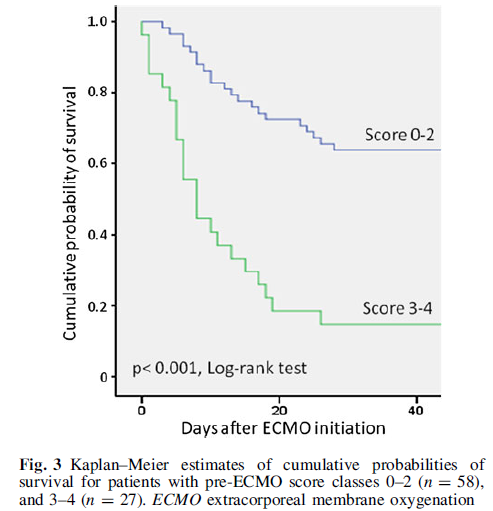 Cumulative probability of survival
1.0
0.8
0.6
0.4
0.2
0
Score 0-2
Score 3-4
p< 0.001, Log-rank test
0
20
40
Days after ECMO initiation
Fig. 3 Kaplan–Meier estimates of cumulative probabilities of
survival for patients with pre-ECMO score classes 0–2 (n = 58),
and 3–4 (n = 27). ECMO extracorporeal membrane oxygenation